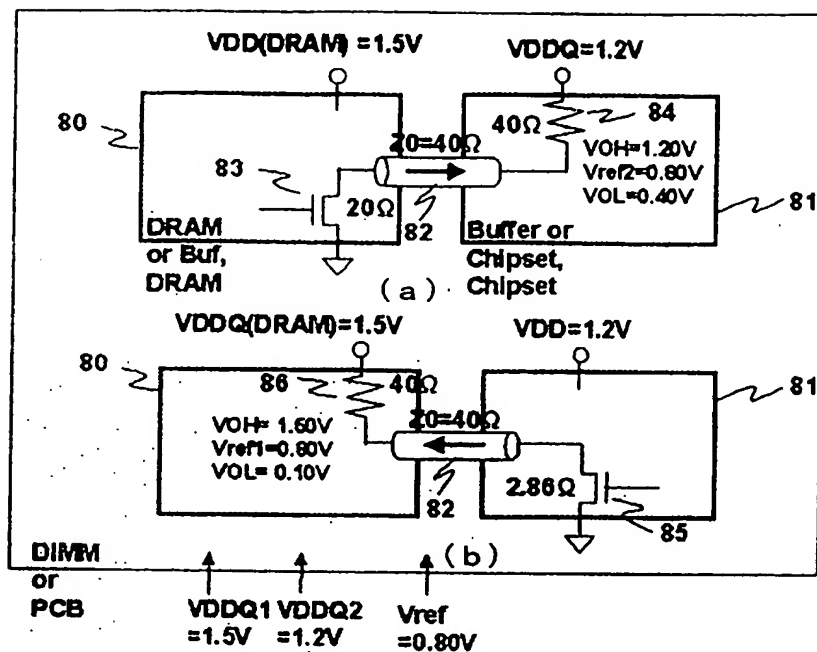 81
VDD(DRAM) =1.5V
VDDQ=1.2V
80
84
40Ω
Z0=40Ω
VOH=1.20V
Vref2=0.80V
VOL=0.40V
83
20Ω
82
81
DRAM
or Buf,
DRAM
Buffer or
Chipset,
Chipset
(a)
VDDQ(DRAM)=1.5V
VDD=1.2V
80
86
40Ω
81
Z0=40Ω
VOH= 1.60V
Vref1=0.80V
VOL= 0.10V
82
2.86Ω
85
(b)
DIMM
or
PCB
VDDQ1
=1.5V
VDDQ2
=1.2V
Vref
=0.80V